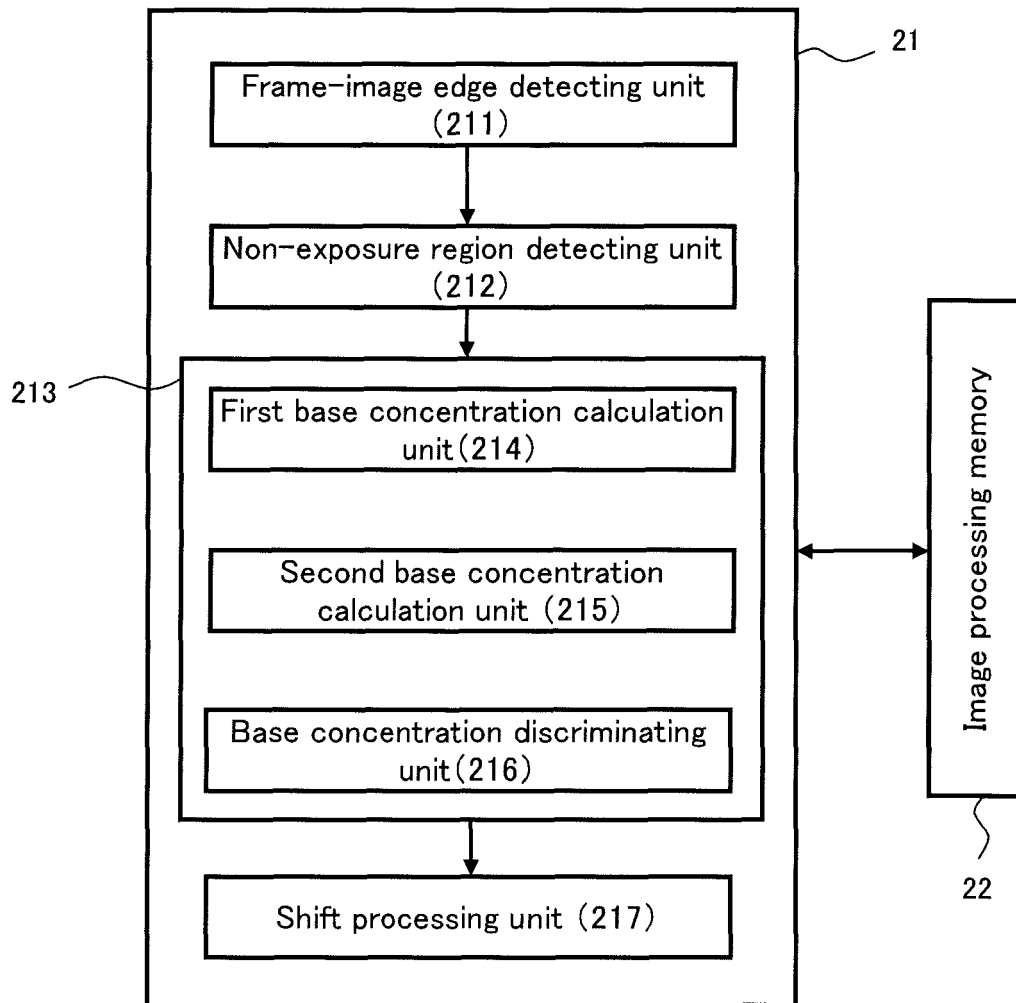 21
Frame-image edge detecting unit
(211)
Non-exposure region detecting unit
(212)
213
First base concentration calculation
unit(214)
Second base concentration
calculation unit (215)
Base concentration discriminating
unit(216)
Shift processing unit (217)
Image processing memory
22